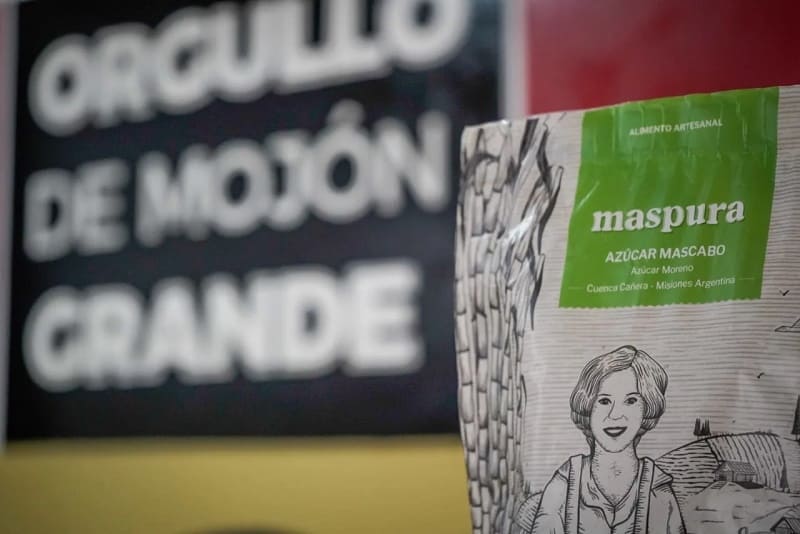 ORGULLO
DE MOJÓN
GRANDE
ALIMENTO ARTESANAL
maspura
AZÚCAR MASCABO
Azúcar Moreno
Cuenca Cañera - Misiones Argentina